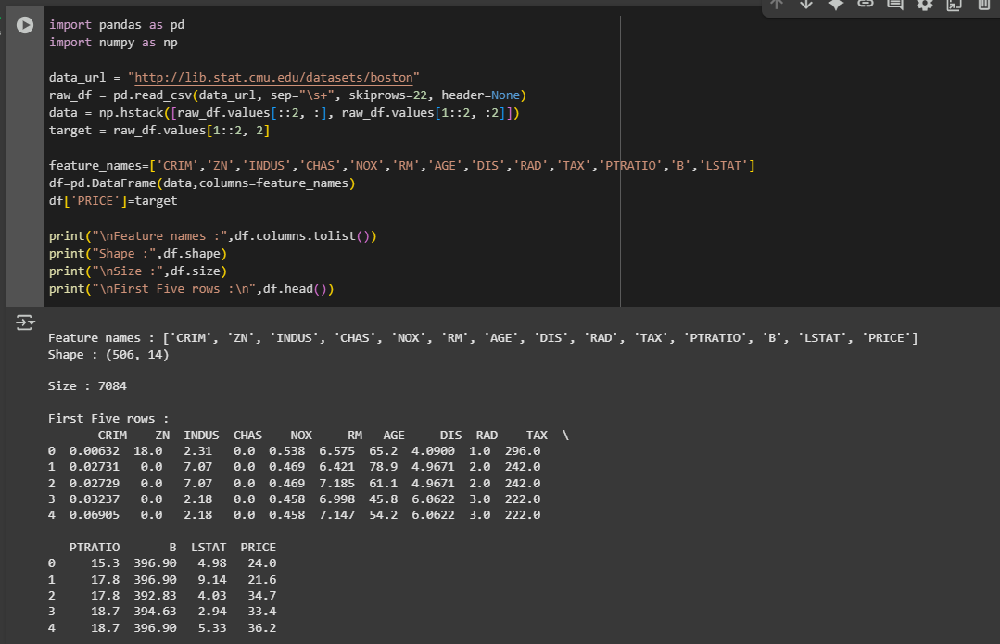 import pandas as pd
import numpy as np
data_url = "http://lib.stat.cmu.edu/datasets/boston"
raw_df = pd.read_csv(data_url, sep="\s+", skiprows=22, header=None)
data = np.hstack([raw_df.values[::2, :], raw_df.values[1::2, :2]])
target = raw_df.values[1::2, 2]
feature_names=['CRIM','ZN','INDUS','CHAS','NOX','RM','AGE','DIS','RAD','TAX','PTRATIO','B','LSTAT']
df=pd.DataFrame(data,columns=feature_names)
df['PRICE']=target
print("\nFeature names :",df.columns.tolist())
print("Shape :",df.shape)
print("\nSize :",df.size)
print("\nFirst Five rows :\n",df.head())
Feature names : ['CRIM', 'ZN', 'INDUS', 'CHAS', 'NOX', 'RM', 'AGE', 'DIS', 'RAD', 'TAX', 'PTRATIO', 'B', 'LSTAT', 'PRICE']
Shape : (506, 14)
Size : 7084
First Five rows :
CRIM ZN INDUS CHAS NOX RM AGE DIS RAD TAX \
0 0.00632 18.0 2.31 0.0 0.538 6.575 65.2 4.0900 1.0 296.0
1 0.02731 0.0 7.07 0.0 0.469 6.421 78.9 4.9671 2.0 242.0
2 0.02729 0.0 7.07 0.0 0.469 7.185 61.1 4.9671 2.0 242.0
3 0.03237 0.0 2.18 0.0 0.458 6.998 45.8 6.0622 3.0 222.0
4 0.06905 0.0 2.18 0.0 0.458 7.147 54.2 6.0622 3.0 222.0
PTRATIO B LSTAT PRICE
0 15.3 396.90 4.98 24.0
1 17.8 396.90 9.14 21.6
2 17.8 392.83 4.03 34.7
3 18.7 394.63 2.94 33.4
4 18.7 396.90 5.33 36.2